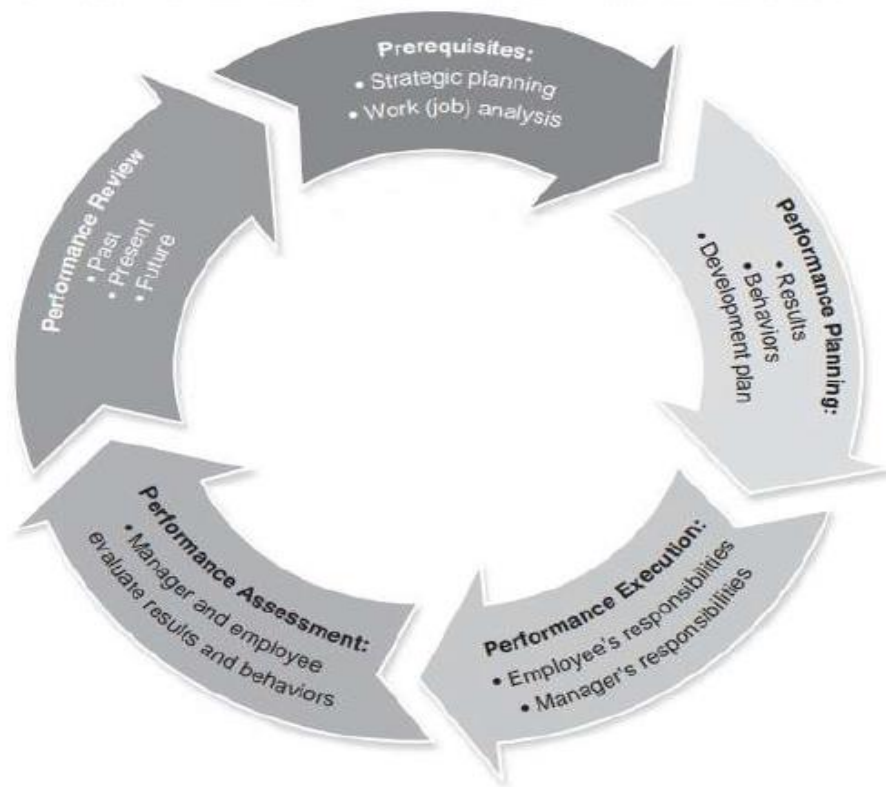 Prerequisites:
• Strategic planning
• Work (job) analysis
Performance Planning:
• Results
• Behaviors
• Development plan
Performance Execution:
• Employee's responsibilities
• Manager's responsibilities
Performance Assessment:
• Manager and employee
evaluate results and behaviors
Performance Review
• Past
• Present
• Future